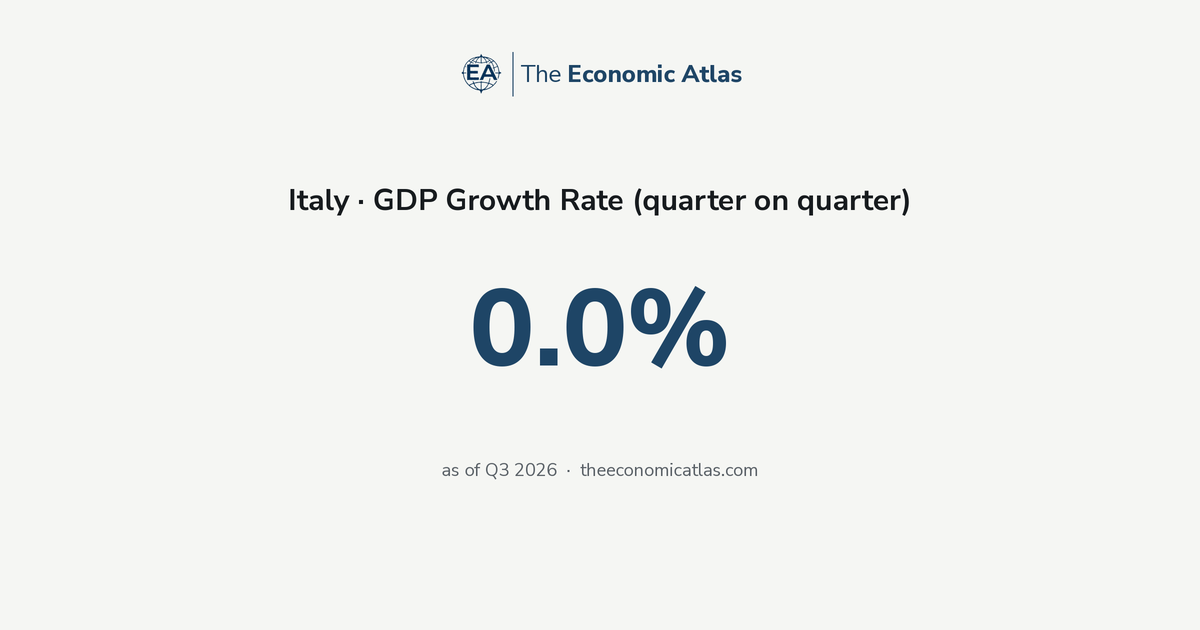 EA The Economic Atlas
Italy · GDP Growth Rate (quarter on quarter)
0.0%
as of Q3 2026 · theeconomicatlas.com